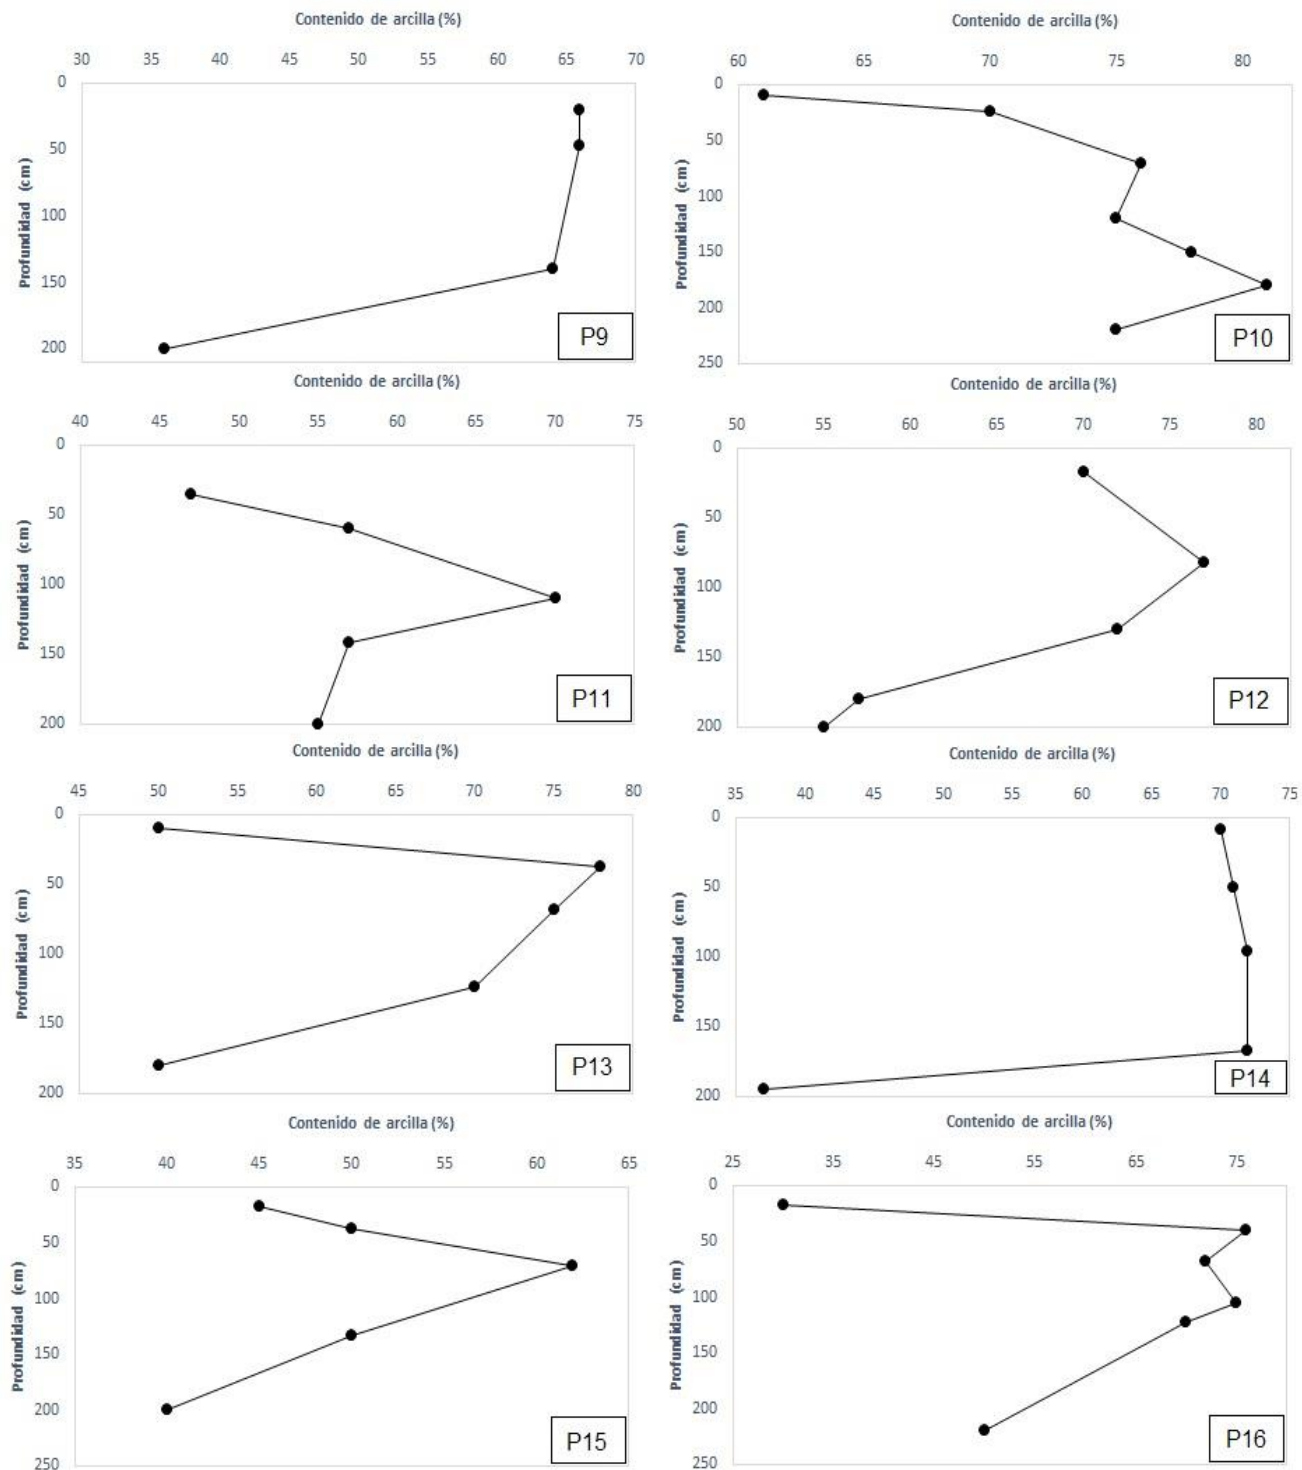 Contenido de arcilla (%)
30 35 40 45 50 55 60 65 70
0
50
100
150
200
Profundidad (cm)
P9
Contenido de arcilla (%)
60 65 70 75 80
0
50
100
150
200
250
Profundidad (cm)
P10
Contenido de arcilla (%)
40 45 50 55 60 65 70 75
0
50
100
150
200
Profundidad (cm)
P11
Contenido de arcilla (%)
50 55 60 65 70 75 80
0
50
100
150
200
Profundidad (cm)
P12
Contenido de arcilla (%)
45 50 55 60 65 70 75 80
0
50
100
150
200
Profundidad (cm)
P13
Contenido de arcilla (%)
35 40 45 50 55 60 65 70 75
0
50
100
150
200
Profundidad (cm)
P14
Contenido de arcilla (%)
35 40 45 50 55 60 65
0
50
100
150
200
250
Profundidad (cm)
P15
Contenido de arcilla (%)
25 35 45 55 65 75
0
50
100
150
200
250
Profundidad (cm)
P16